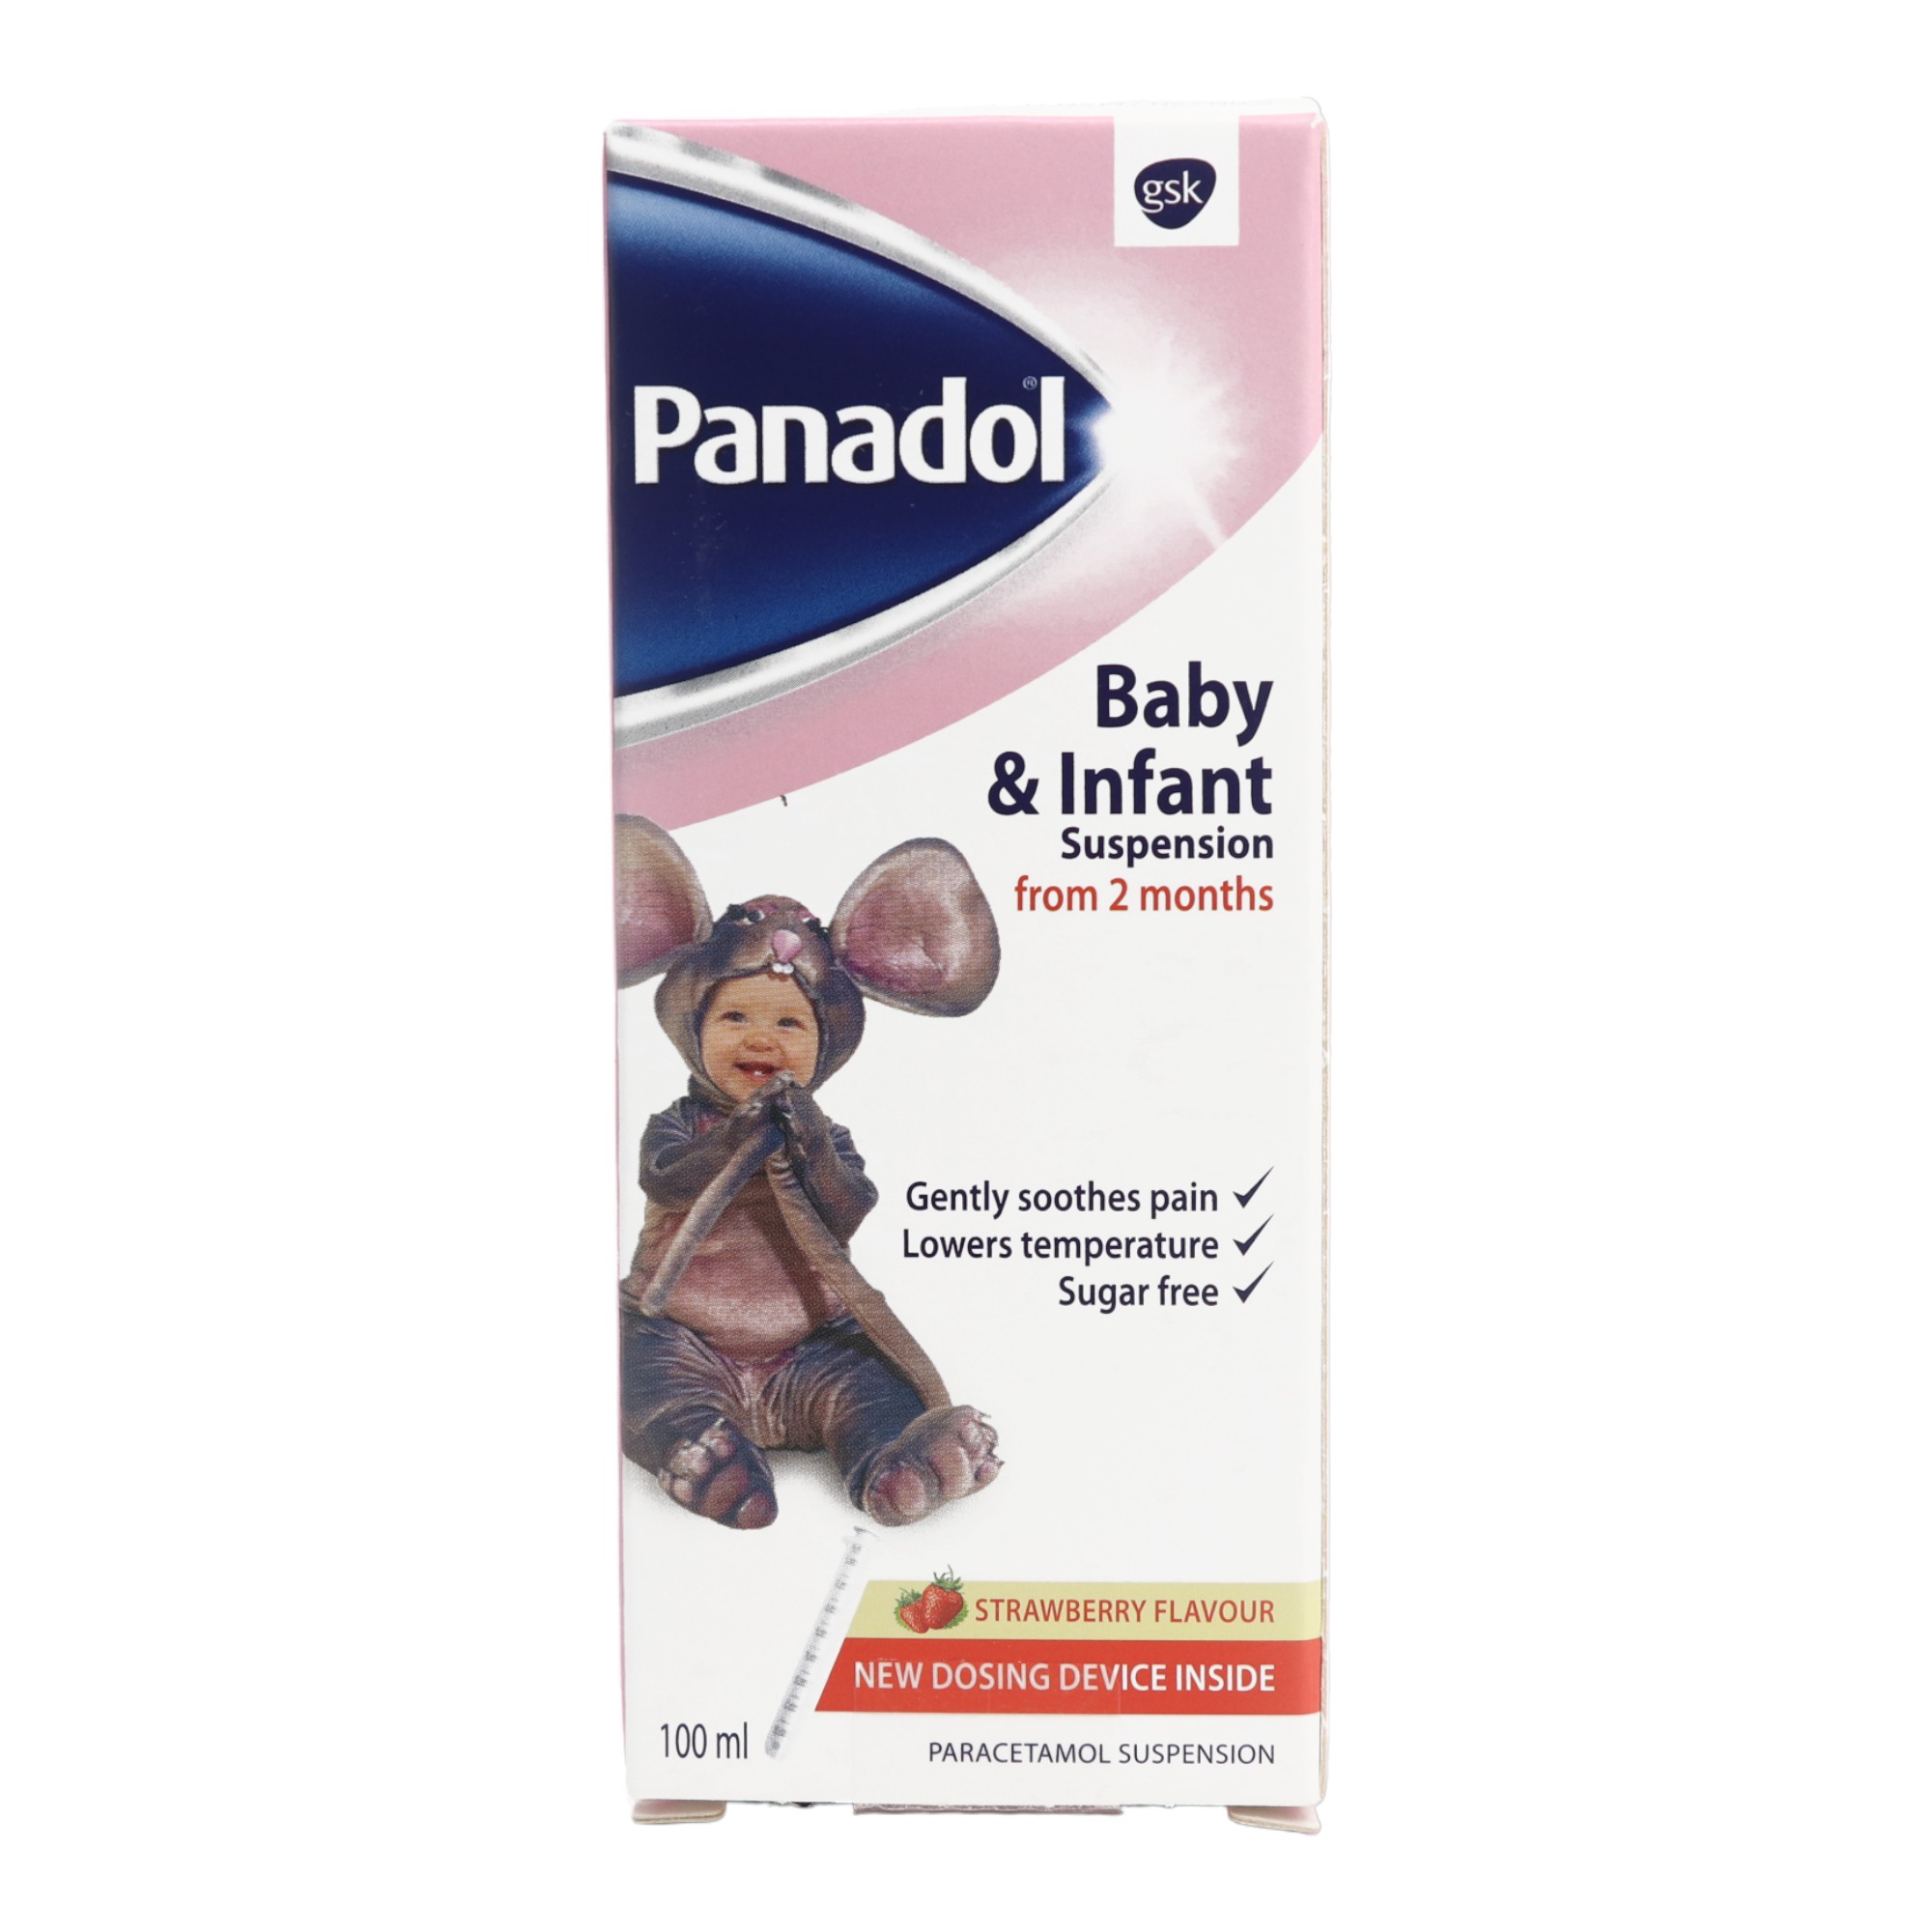 gsk
Panadol®
Baby
& Infant
Suspension
from 2 months
Gently soothes pain ✓
Lowers temperature ✓
Sugar free ✓
STRAWBERRY FLAVOUR
NEW DOSING DEVICE INSIDE
100 ml
PARACETAMOL SUSPENSION